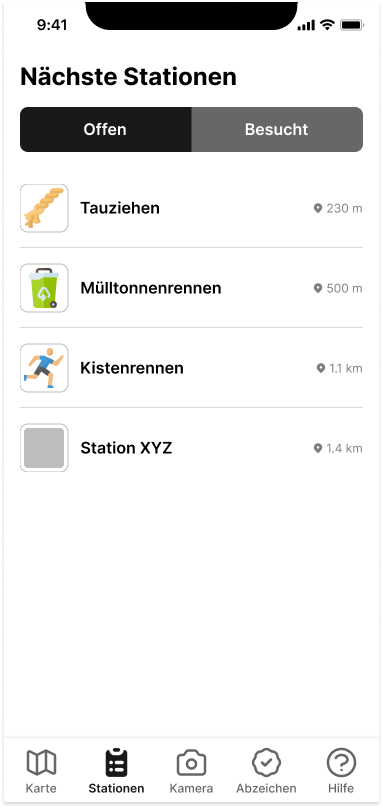 9:41
Nächste Stationen
Offen Besucht
Tauziehen 230 m
Mülltonnenrennen 500 m
Kistenrennen 1.1 km
Station XYZ 1.4 km
Karte Stationen Kamera Abzeichen Hilfe